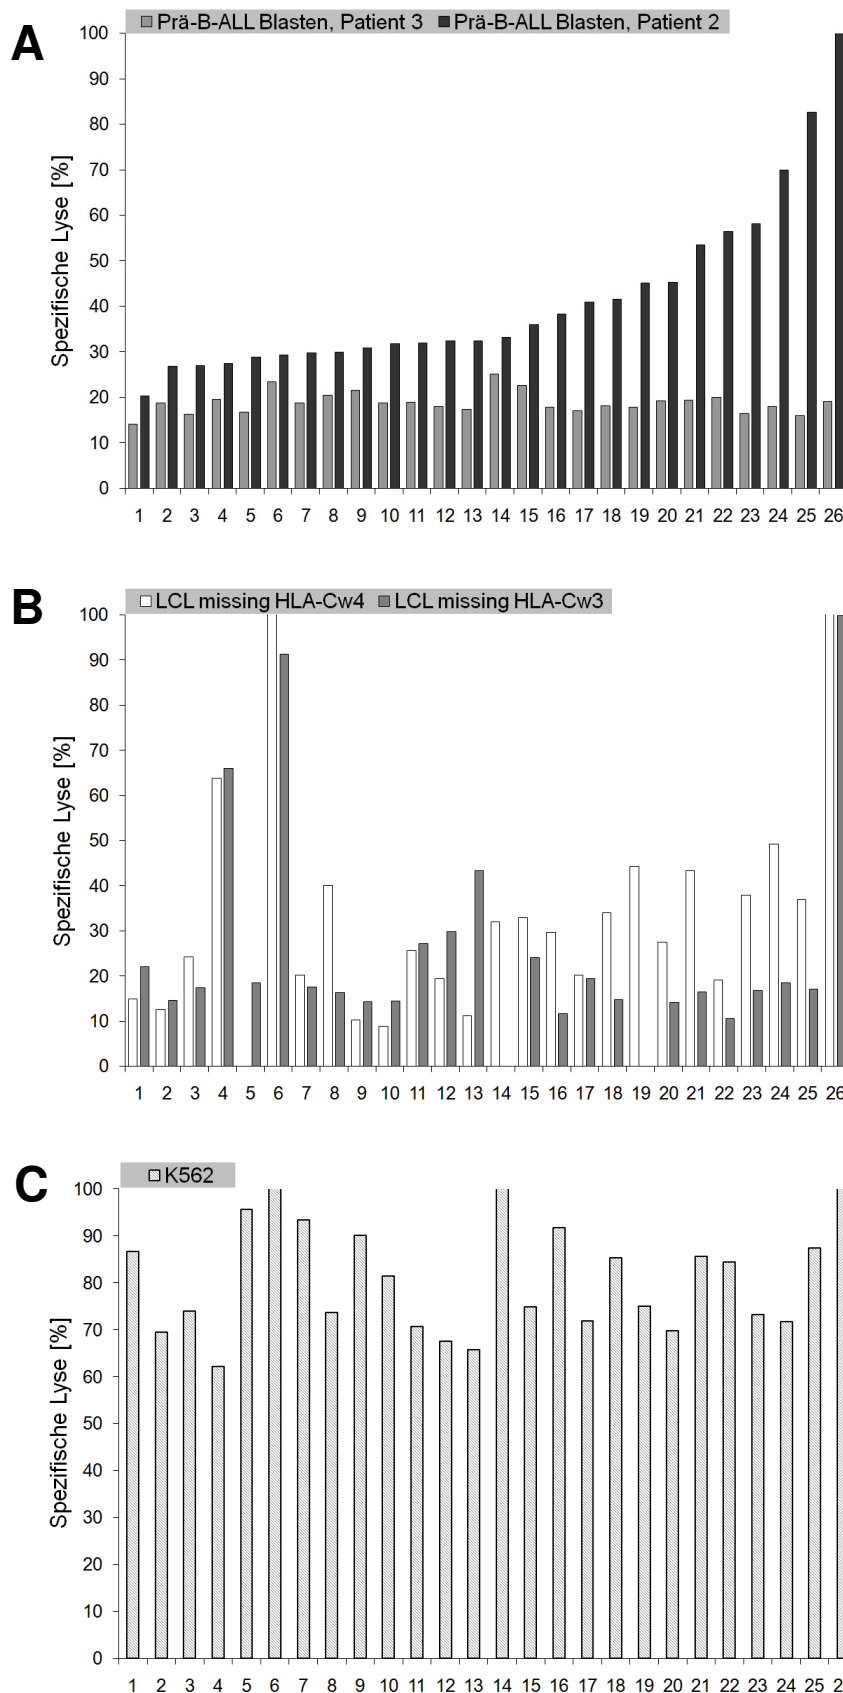 A
Prä-B-ALL Blasten, Patient 3 Prä-B-ALL Blasten, Patient 2
Spezifische Lyse [%]
100
90
80
70
60
50
40
30
20
10
0
1 2 3 4 5 6 7 8 9 10 11 12 13 14 15 16 17 18 19 20 21 22 23 24 25 26
B
LCL missing HLA-Cw4 LCL missing HLA-Cw3
Spezifische Lyse [%]
100
90
80
70
60
50
40
30
20
10
0
1 2 3 4 5 6 7 8 9 10 11 12 13 14 15 16 17 18 19 20 21 22 23 24 25 26
C
K562
Spezifische Lyse [%]
100
90
80
70
60
50
40
30
20
10
0
1 2 3 4 5 6 7 8 9 10 11 12 13 14 15 16 17 18 19 20 21 22 23 24 25 2